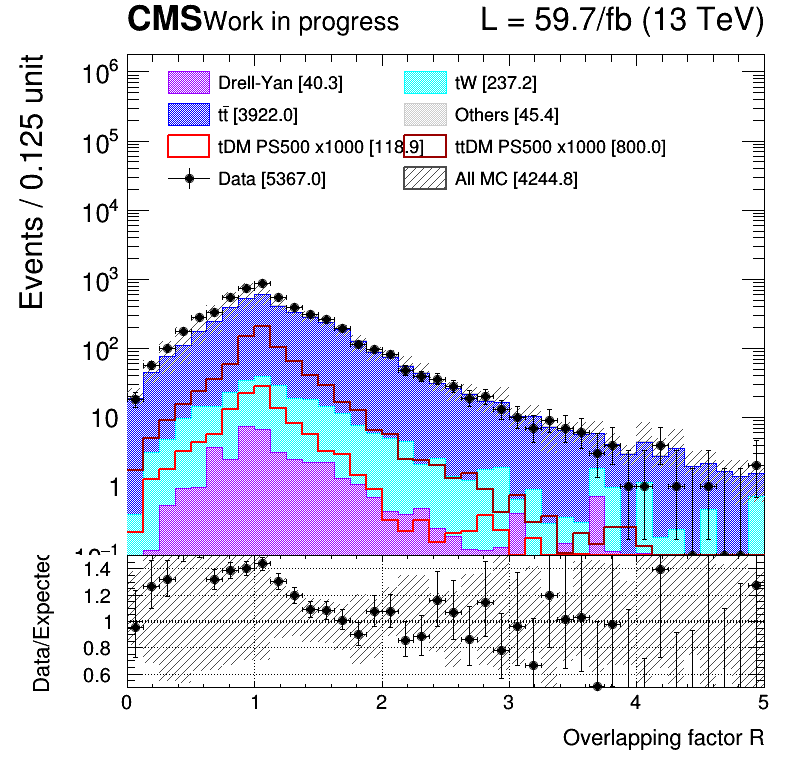 CMS Work in progress L = 59.7/fb (13 TeV)
Events / 0.125 unit
Drell-Yan [40.3] tW [237.2]
tt̄ [3922.0] Others [45.4]
tDM PS500 x1000 [118.9] ttDM PS500 x1000 [800.0]
Data [5367.0] All MC [4244.8]
10⁶
10⁵
10⁴
10³
10²
10
1
10⁻¹
Data/Expected
1.4
1.2
1
0.8
0.6
0 1 2 3 4 5
Overlapping factor R